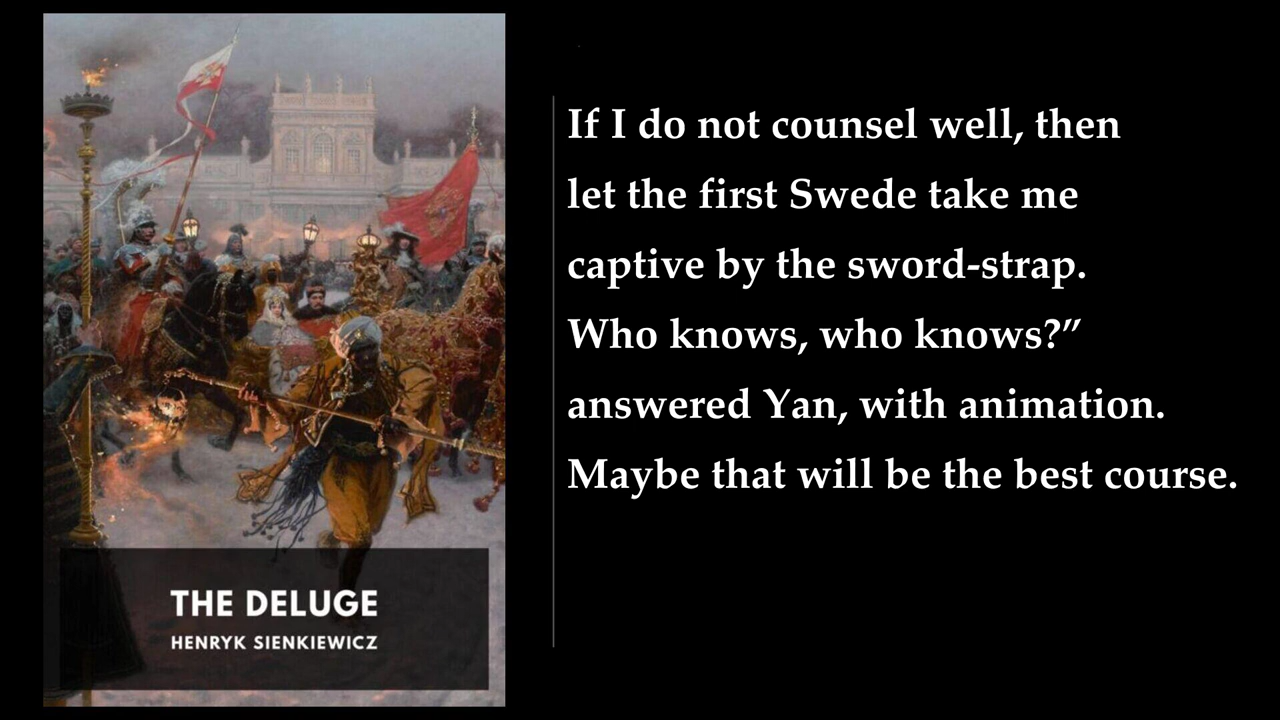 THE DELUGE
HENRYK SIENKIEWICZ
If I do not counsel well, then
let the first Swede take me
captive by the sword-strap.
Who knows, who knows?”
answered Yan, with animation.
Maybe that will be the best course.